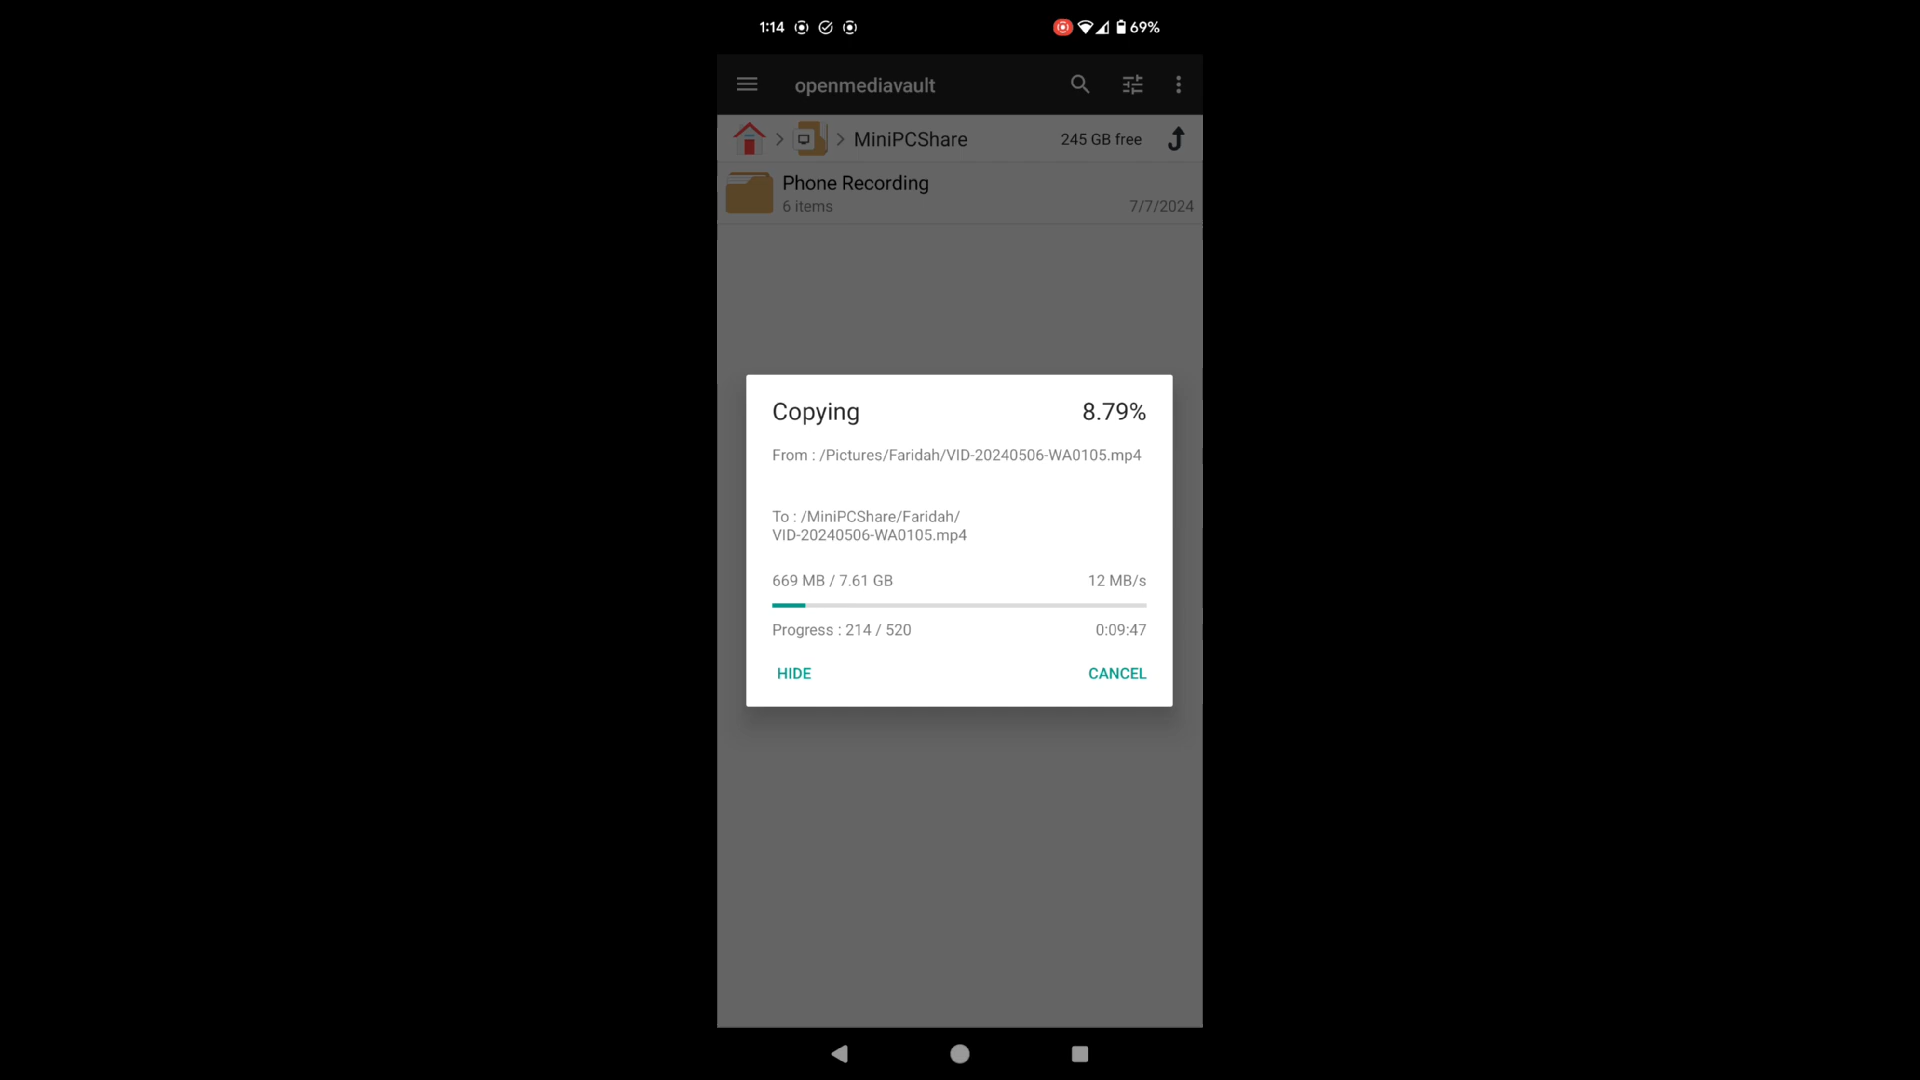 1:14 69%
openmediavault
MiniPCShare 245 GB free
Phone Recording
6 items 7/7/2024
Copying 8.79%
From : /Pictures/Faridah/VID-20240506-WA0105.mp4
To : /MiniPCShare/Faridah/
VID-20240506-WA0105.mp4
669 MB / 7.61 GB 12 MB/s
Progress : 214 / 520 0:09:47
HIDE CANCEL